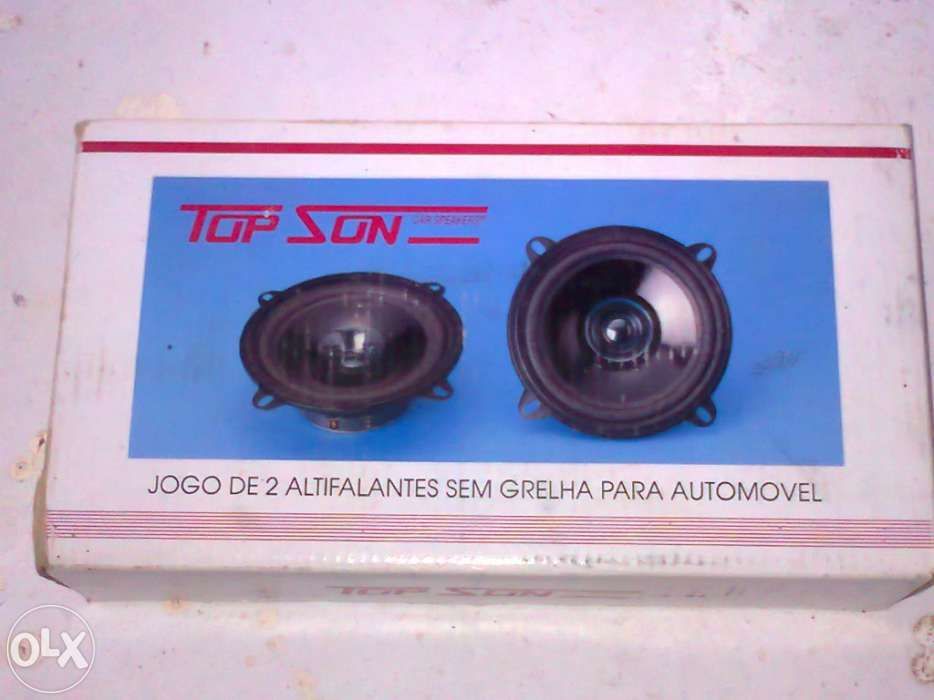 TOP SON
CAR SPEAKERS
JOGO DE 2 ALTIFALANTES SEM GRELHA PARA AUTOMOVEL
TOP SON
OLX